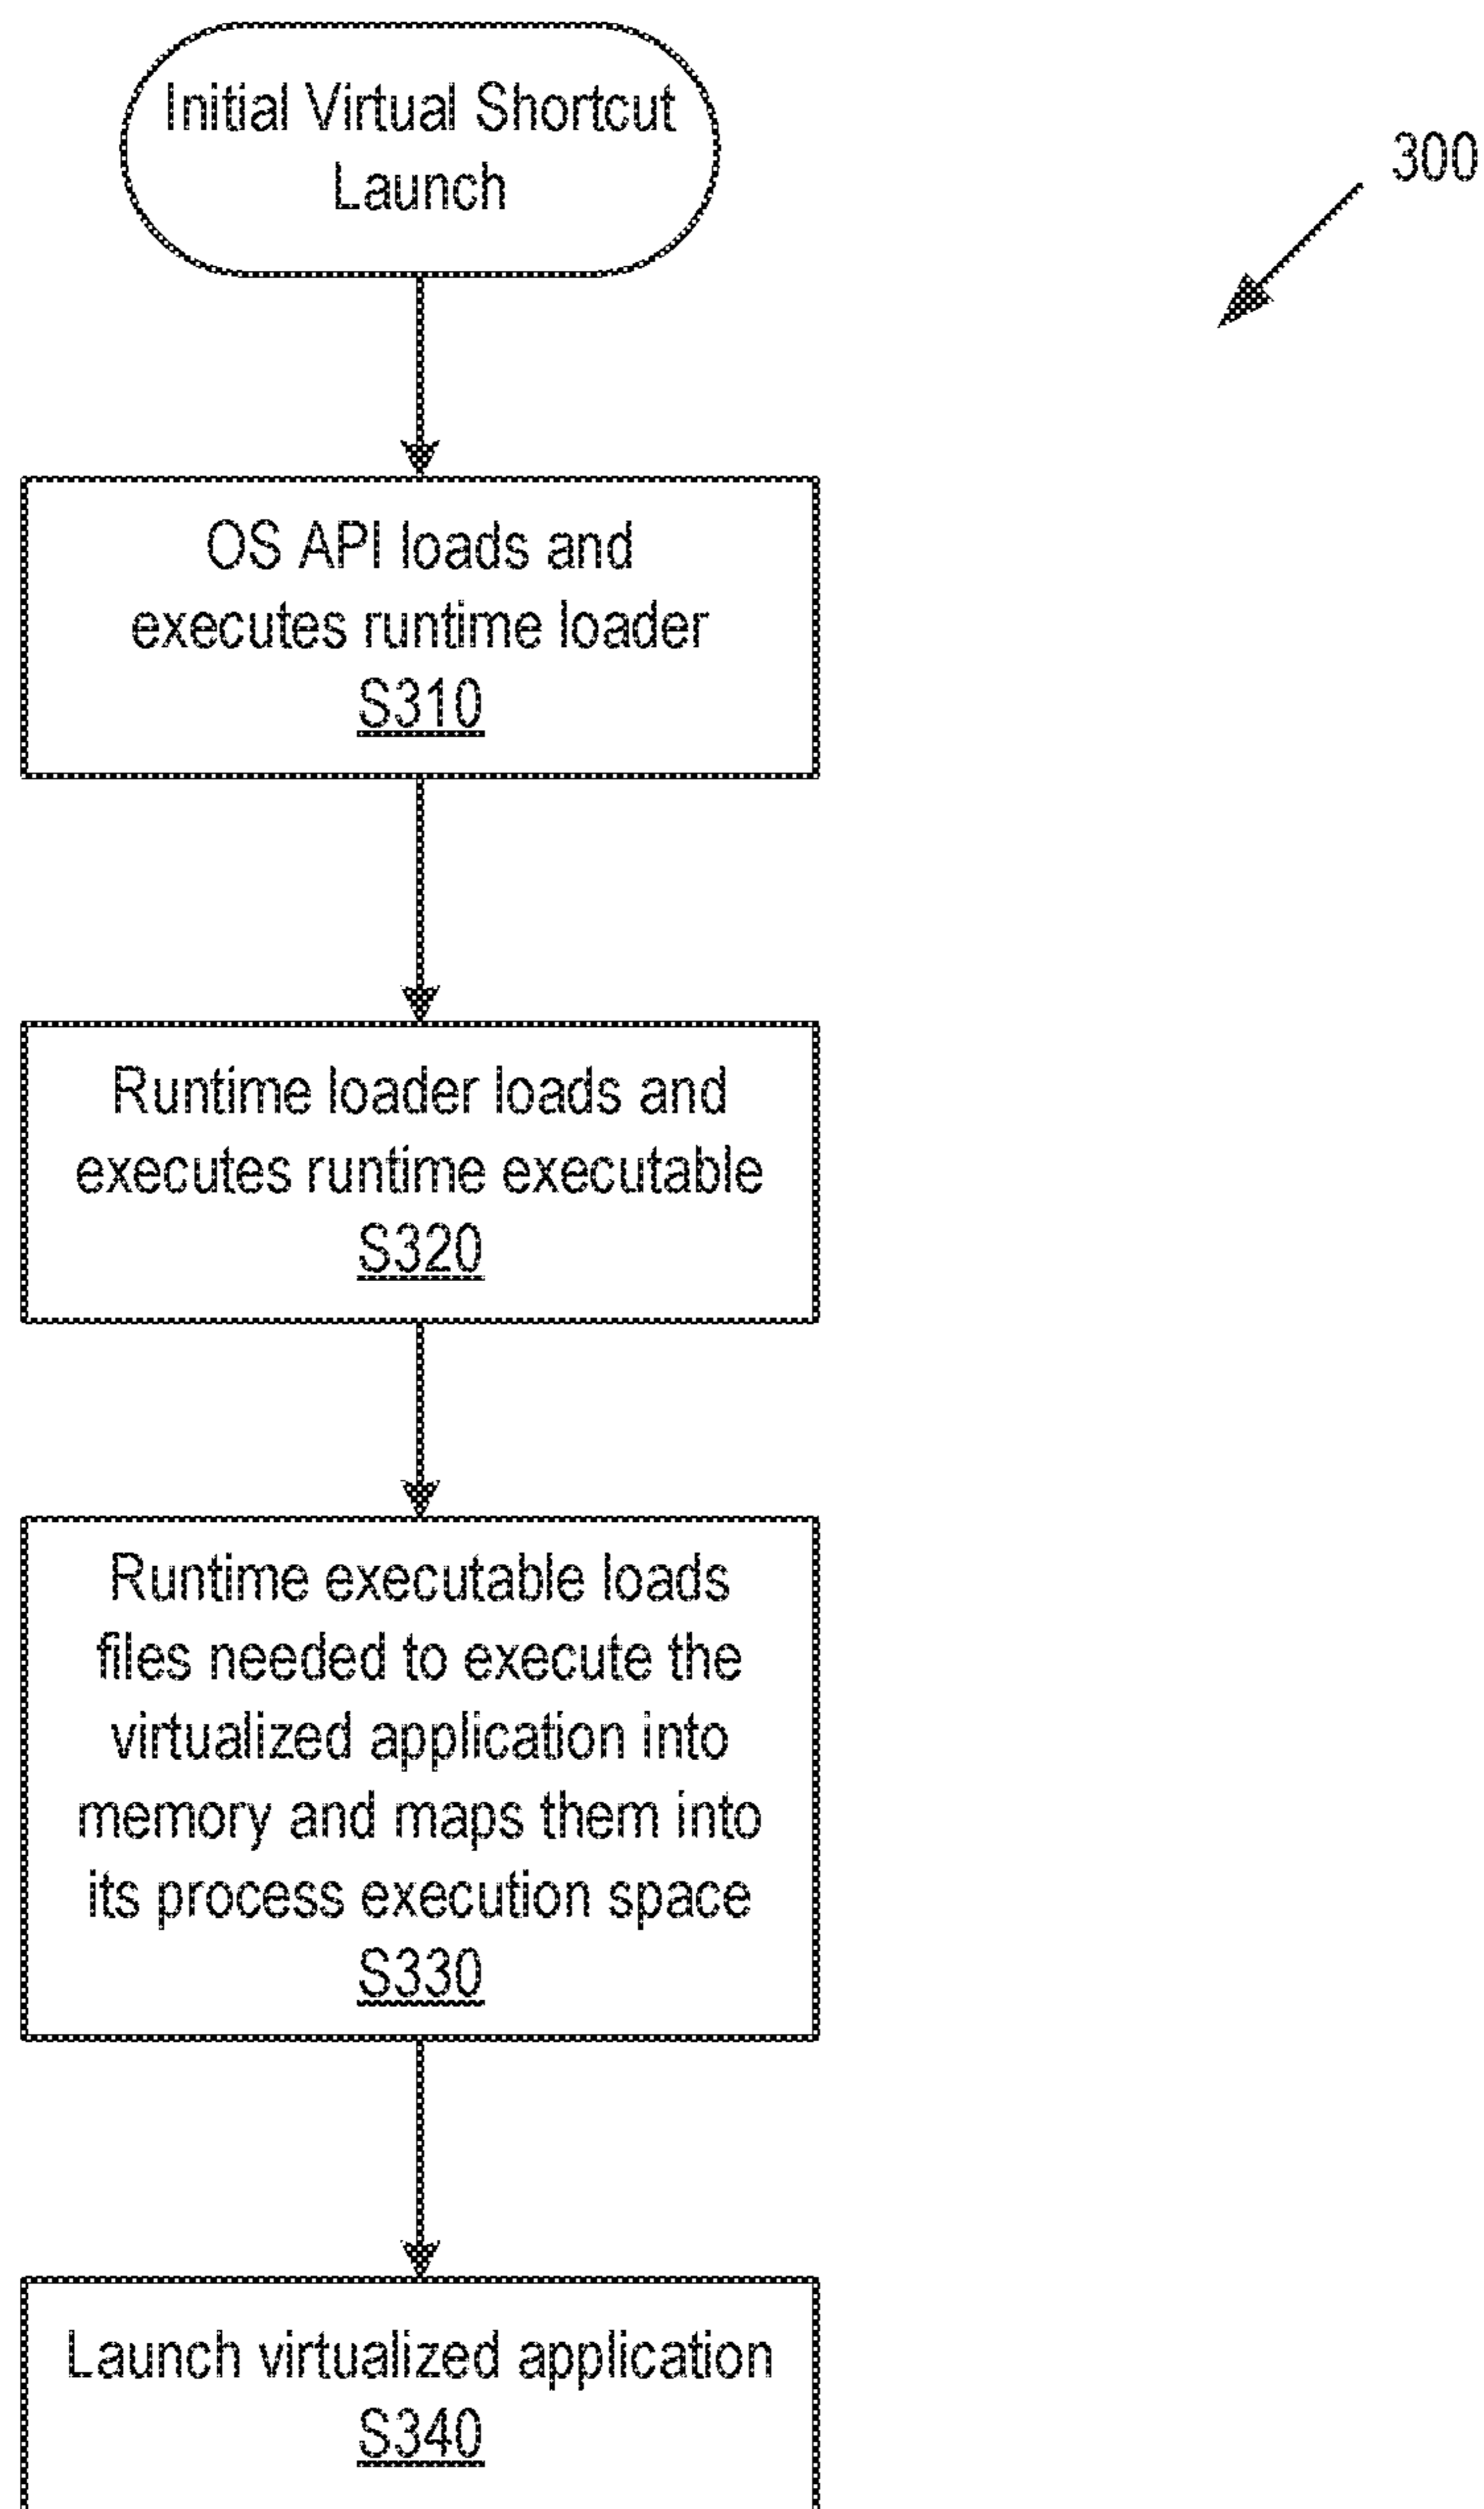 Initial Virtual Shortcut
Launch
300
OS API loads and
executes runtime loader
S310
Runtime loader loads and
executes runtime executable
S320
Runtime executable loads
files needed to execute the
virtualized application into
memory and maps them into
its process execution space
S330
Launch virtualized application
S340